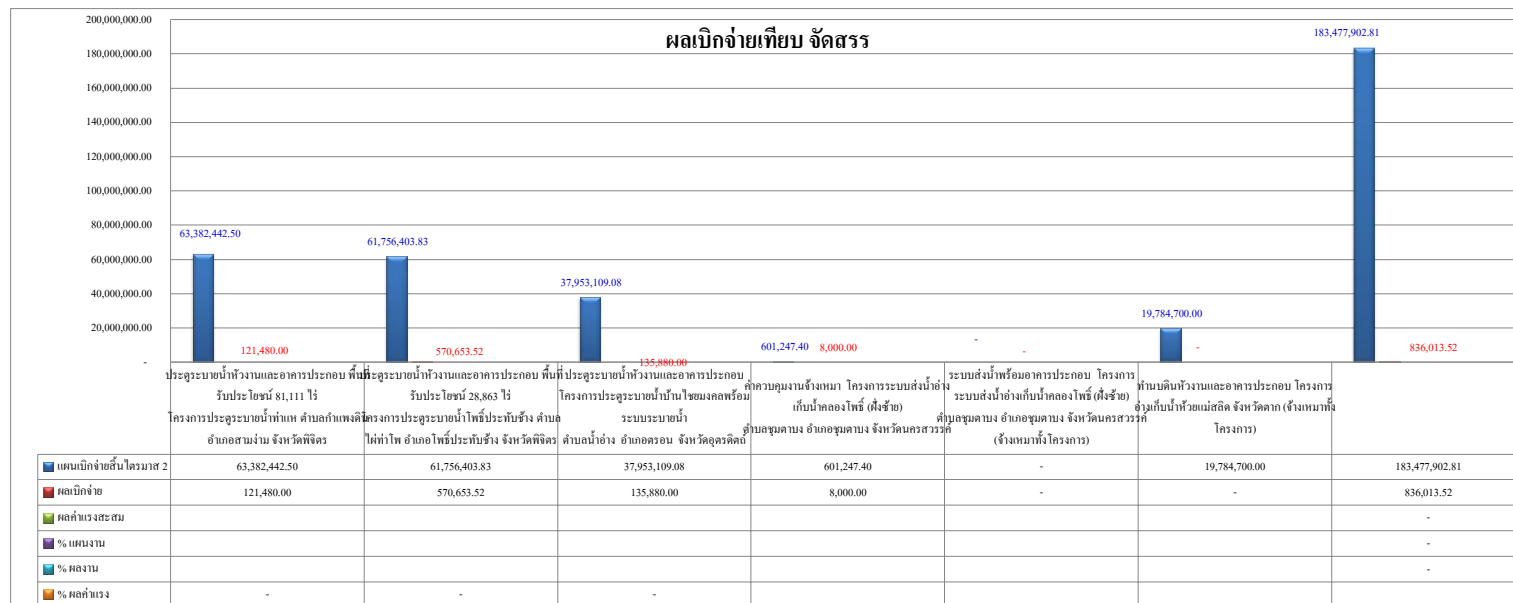 ผลเบิกจ่ายเทียบ จัดสรร
200,000,000.00
180,000,000.00
160,000,000.00
140,000,000.00
120,000,000.00
100,000,000.00
80,000,000.00
60,000,000.00
40,000,000.00
20,000,000.00
-
63,382,442.50
121,480.00
61,756,403.83
570,653.52
37,953,109.08
135,880.00
601,247.40
8,000.00
-
-
19,784,700.00
-
183,477,902.81
836,013.52
ประตูระบายน้ำหัวงานและอาคารประกอบ พื้นที่
รับประโยชน์ 81,111 ไร่
โครงการประตูระบายน้ำท่าแห ตำบลกำแพงดิน
อำเภอสามง่าม จังหวัดพิจิตร
ประตูระบายน้ำหัวงานและอาคารประกอบ พื้นที่
รับประโยชน์ 28,863 ไร่
โครงการประตูระบายน้ำโพธิ์ประทับช้าง ตำบล
ไผ่ท่าโพ อำเภอโพธิ์ประทับช้าง จังหวัดพิจิตร
ประตูระบายน้ำหัวงานและอาคารประกอบ
โครงการประตูระบายน้ำบ้านไชยมงคลพร้อม
ระบบระบายน้ำ
ตำบลน้ำอ่าง อำเภอตรอน จังหวัดอุตรดิตถ์
ค่าควบคุมงานจ้างเหมา โครงการระบบส่งน้ำอ่าง
เก็บน้ำคลองโพธิ์ (ฝั่งซ้าย)
ตำบลชุมตาบง อำเภอชุมตาบง จังหวัดนครสวรรค์
ระบบส่งน้ำพร้อมอาคารประกอบ โครงการ
ระบบส่งน้ำอ่างเก็บน้ำคลองโพธิ์ (ฝั่งซ้าย)
ตำบลชุมตาบง อำเภอชุมตาบง จังหวัดนครสวรรค์
(จ้างเหมาทั้งโครงการ)
ทำนบดินหัวงานและอาคารประกอบ โครงการ
อ่างเก็บน้ำห้วยแม่สลิด จังหวัดตาก (จ้างเหมาทั้ง
โครงการ)
แผนเบิกจ่ายสิ้นไตรมาส 2 63,382,442.50 61,756,403.83 37,953,109.08 601,247.40 - 19,784,700.00 183,477,902.81
ผลเบิกจ่าย 121,480.00 570,653.52 135,880.00 8,000.00 - - 836,013.52
ผลค่าแรงสะสม -
% แผนงาน -
% ผลงาน -
% ผลค่าแรง - - -